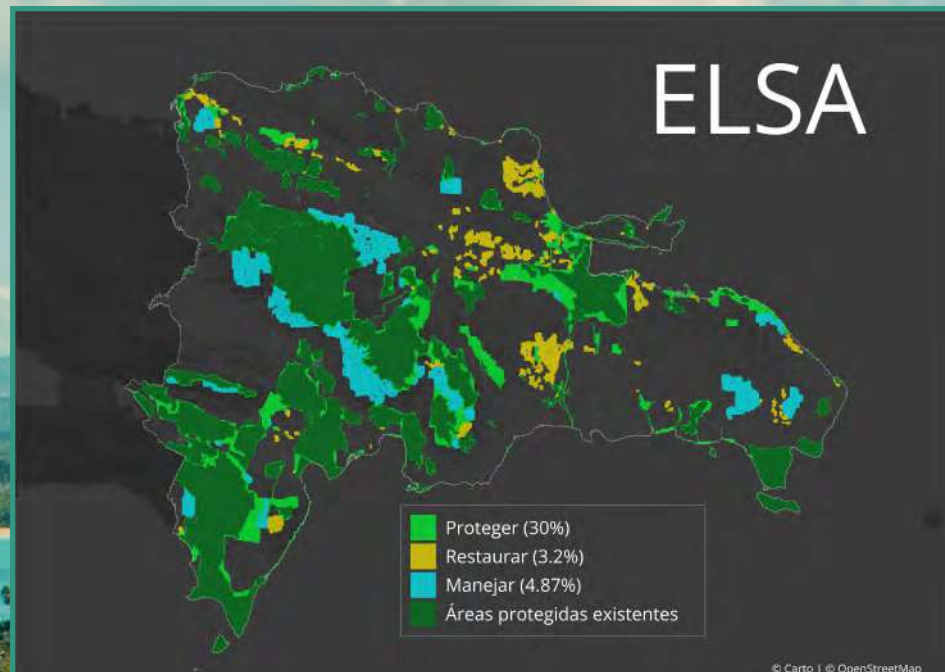 ELSA
Proteger (30%)
Restaurar (3.2%)
Manejar (4.87%)
Áreas protegidas existentes
© Carto | © OpenStreetMap